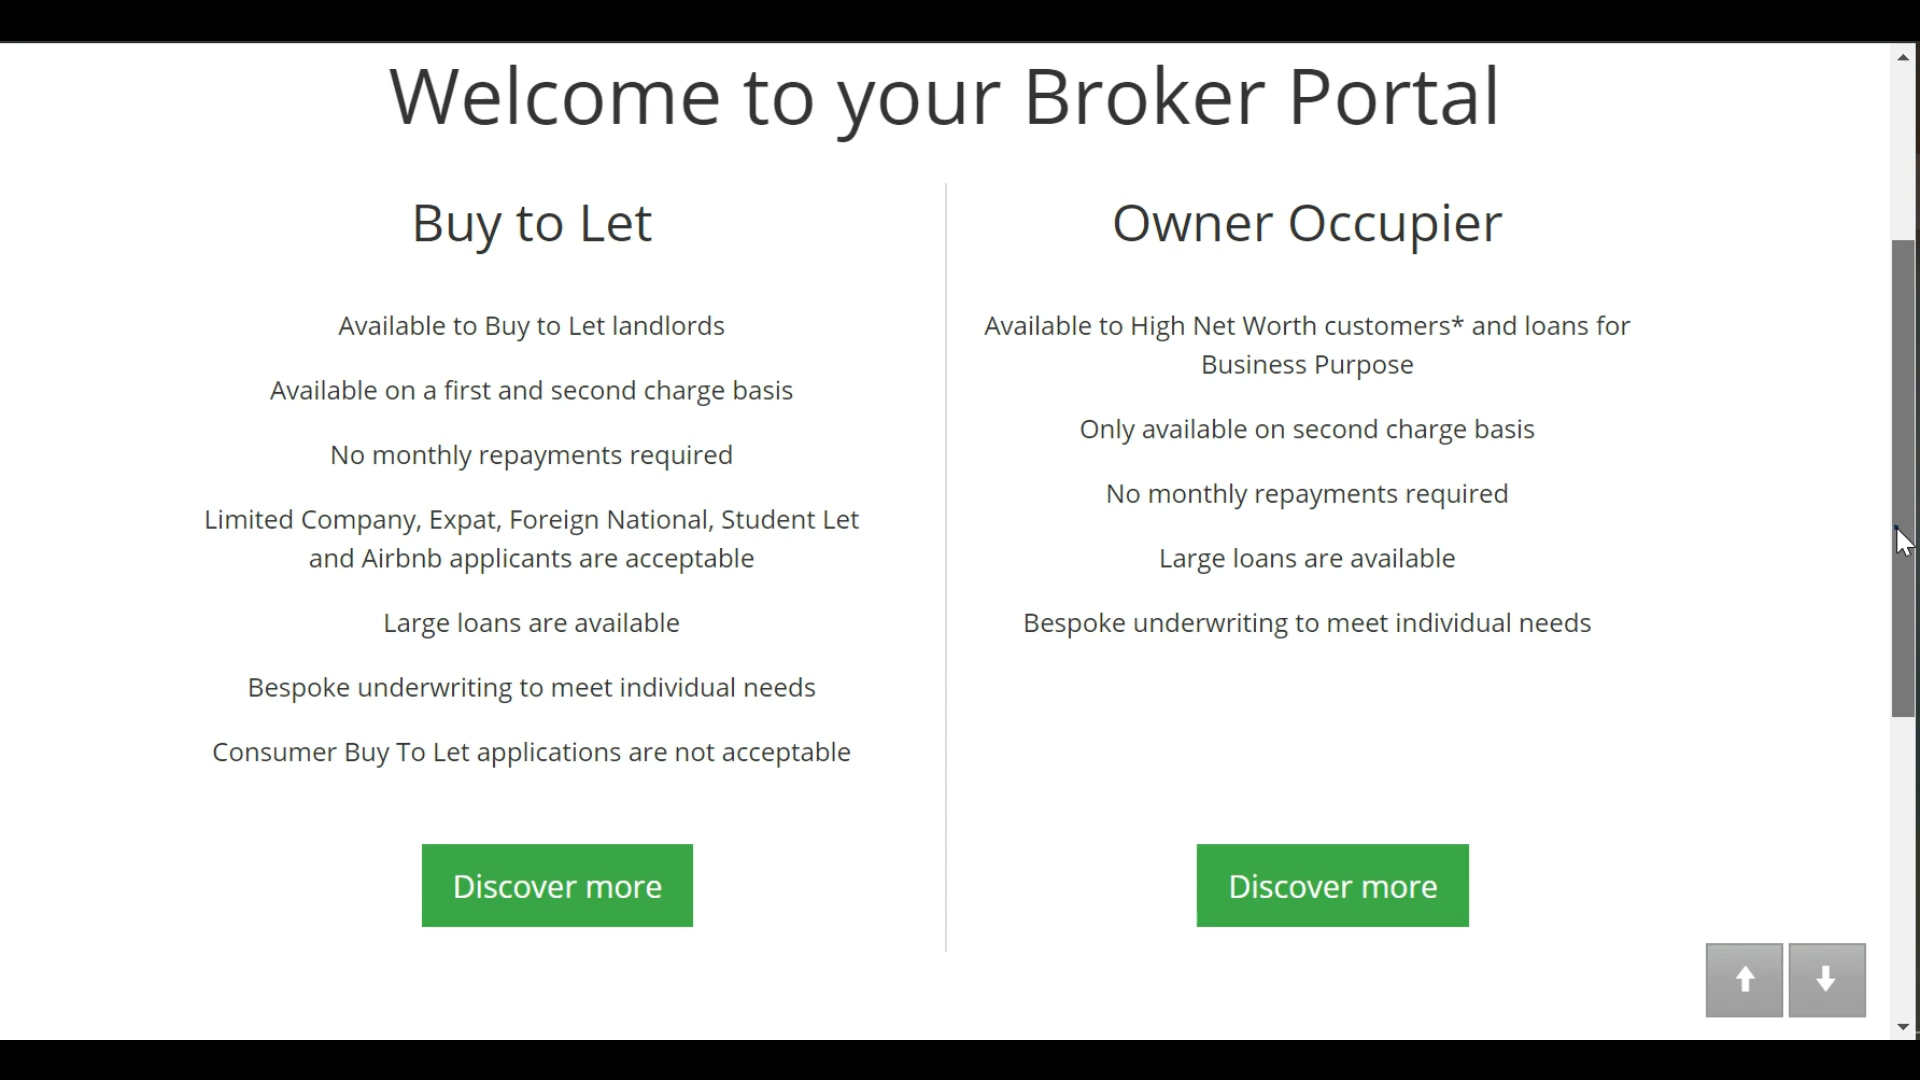 Welcome to your Broker Portal
Buy to Let
Available to Buy to Let landlords
Available on a first and second charge basis
No monthly repayments required
Limited Company, Expat, Foreign National, Student Let
and Airbnb applicants are acceptable
Large loans are available
Bespoke underwriting to meet individual needs
Consumer Buy To Let applications are not acceptable
Discover more
Owner Occupier
Available to High Net Worth customers* and loans for
Business Purpose
Only available on second charge basis
No monthly repayments required
Large loans are available
Bespoke underwriting to meet individual needs
Discover more